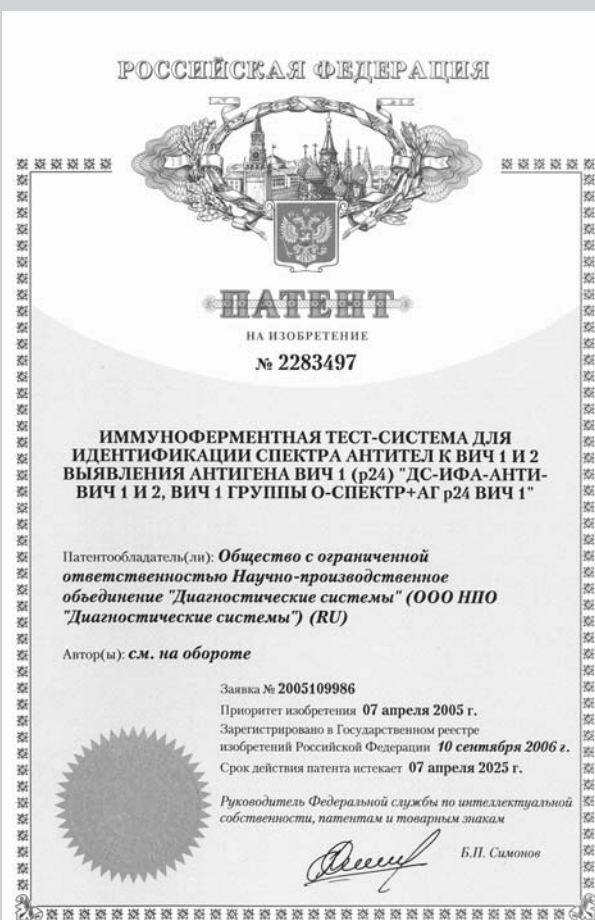 РОССИЙСКАЯ ФЕДЕРАЦИЯ
ПАТЕНТ
НА ИЗОБРЕТЕНИЕ
№ 2283497
ИММУНОФЕРМЕНТНАЯ ТЕСТ-СИСТЕМА ДЛЯ
ИДЕНТИФИКАЦИИ СПЕКТРА АНТИТЕЛ К ВИЧ 1 И 2
ВЫЯВЛЕНИЯ АНТИГЕНА ВИЧ 1 (р24) "ДС-ИФА-АНТИ-
ВИЧ 1 И 2, ВИЧ 1 ГРУППЫ О-СПЕКТР+АГ р24 ВИЧ 1"
Патентообладатель(ли): Общество с ограниченной
ответственностью Научно-производственное
объединение "Диагностические системы" (ООО НПО
"Диагностические системы") (RU)
Автор(ы): см. на обороте
Заявка № 2005109986
Приоритет изобретения 07 апреля 2005 г.
Зарегистрировано в Государственном реестре
изобретений Российской Федерации 10 сентября 2006 г.
Срок действия патента истекает 07 апреля 2025 г.
Руководитель Федеральной службы по интеллектуальной
собственности, патентам и товарным знакам
Б.П. Симонов